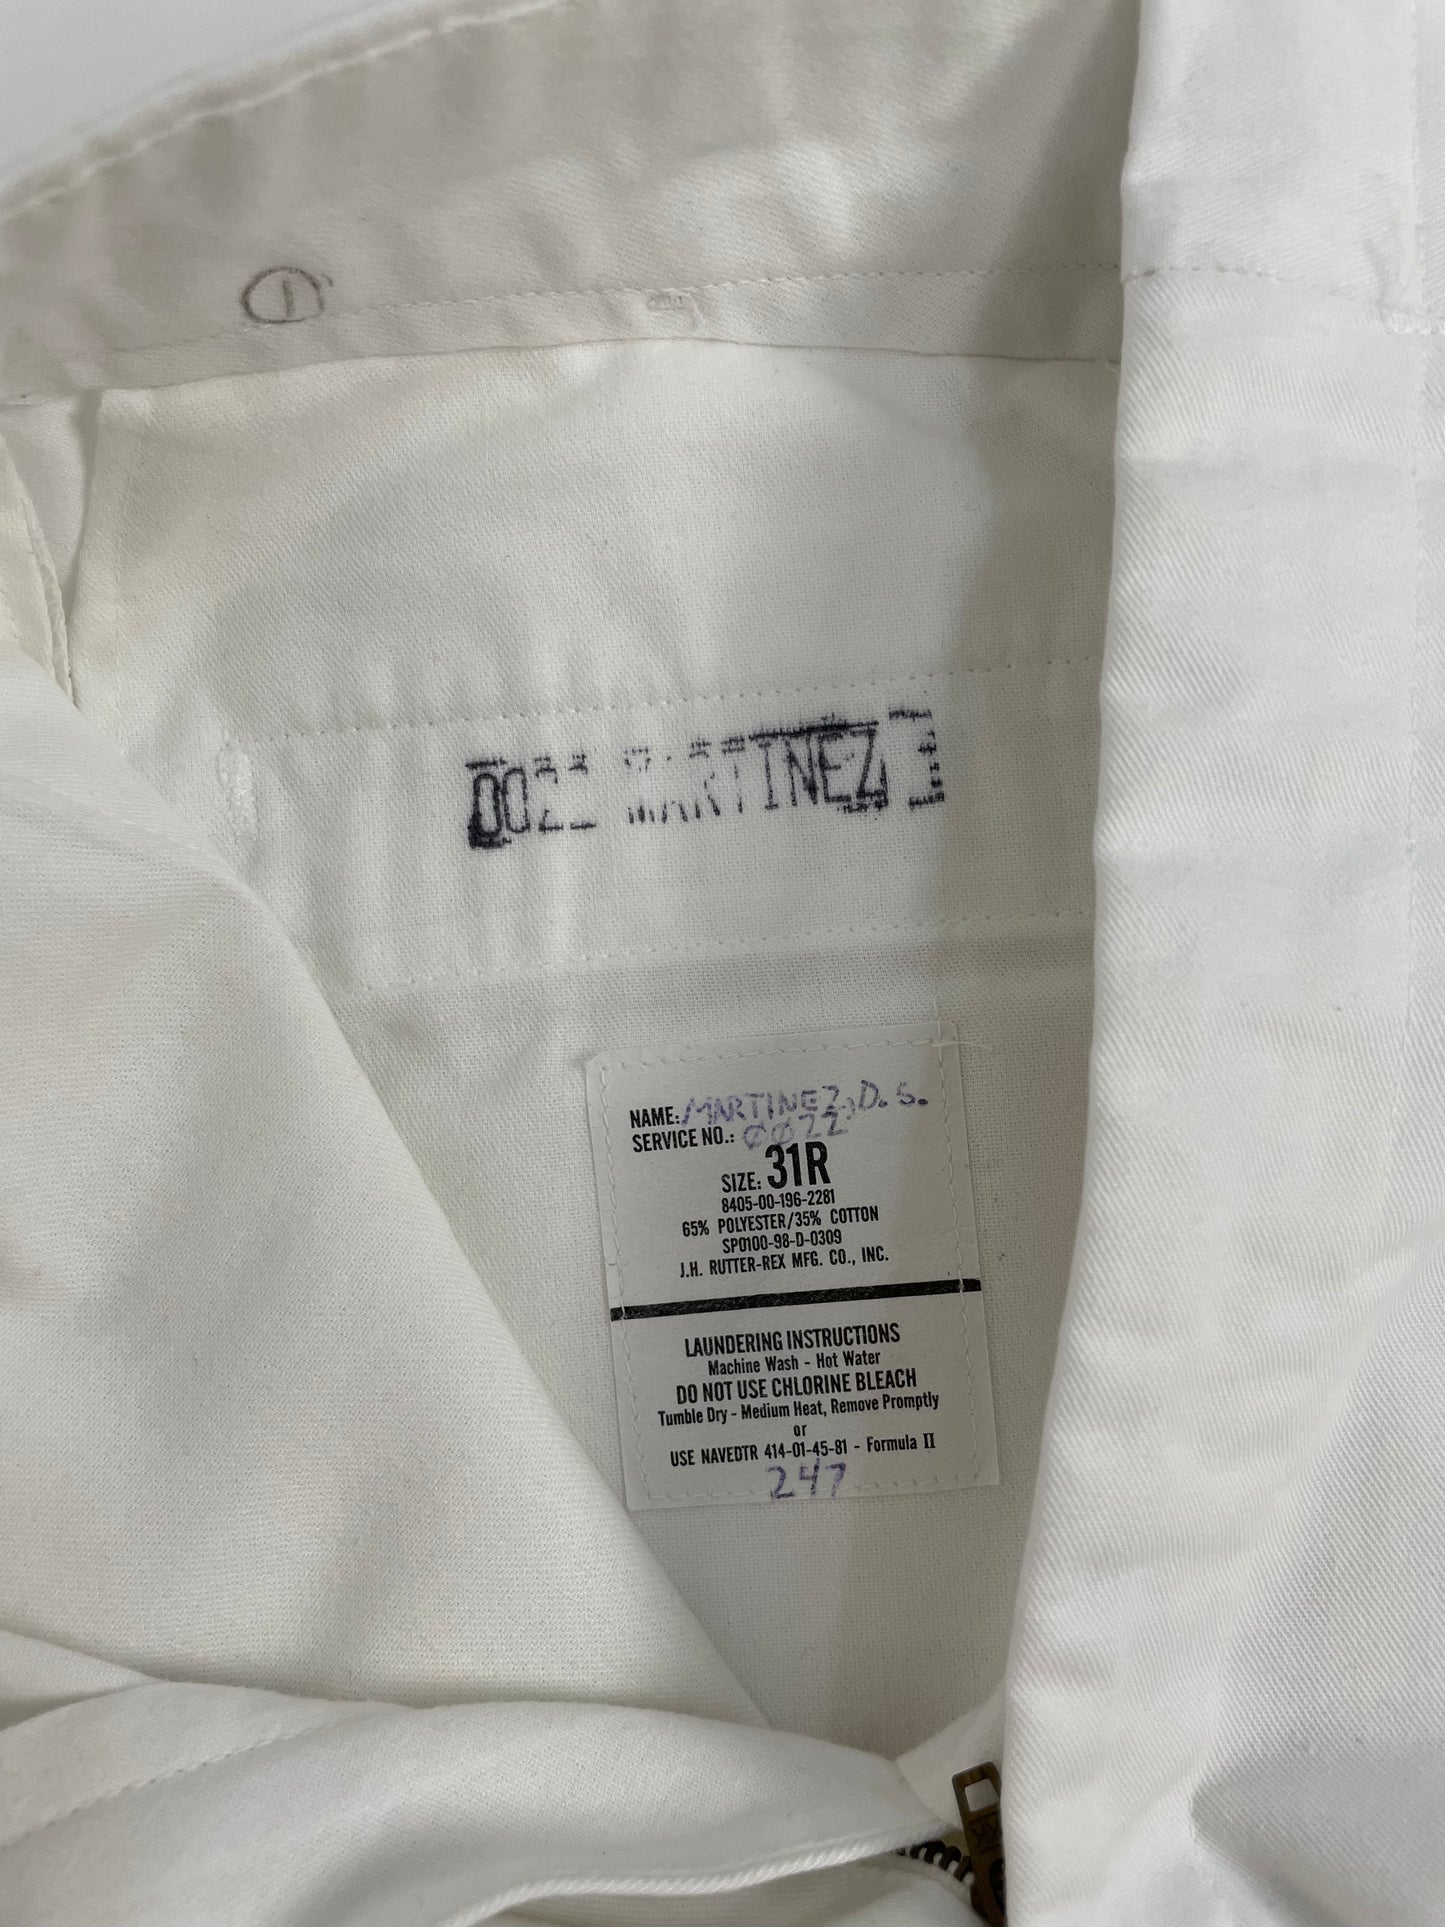 1
0022 MARTINEZ
NAME: MARTINEZ, D. S.
SERVICE NO.: 0022
SIZE: 31R
8405-00-196-2281
65% POLYESTER/35% COTTON
SP0100-98-D-0309
J.H. RUTTER-REX MFG. CO., INC.
LAUNDERING INSTRUCTIONS
Machine Wash - Hot Water
DO NOT USE CHLORINE BLEACH
Tumble Dry - Medium Heat, Remove Promptly
or
USE NAVEDTR 414-01-45-81 - Formula II
247
YKK